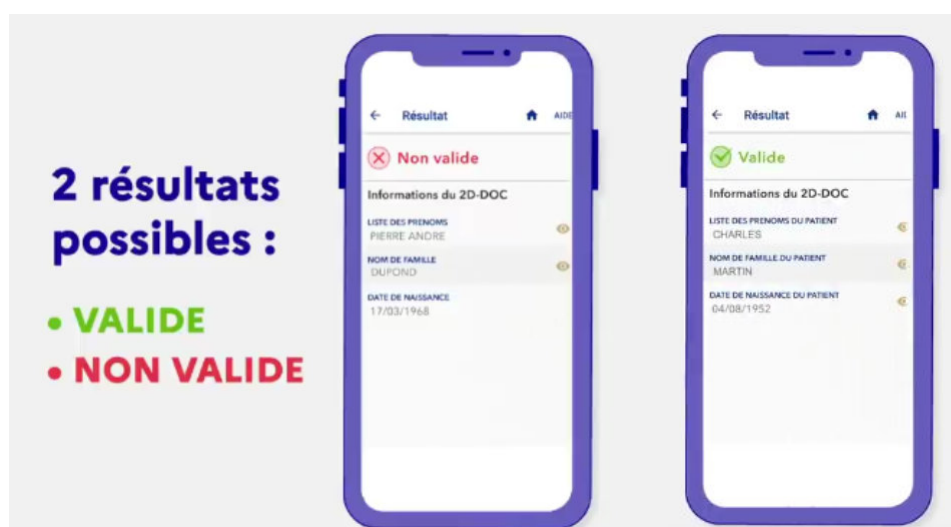 2 résultats
possibles :
• VALIDE
• NON VALIDE
← Résultat AIDE
Non valide
Informations du 2D-DOC
LISTE DES PRENOMS
PIERRE ANDRE
NOM DE FAMILLE
DUPOND
DATE DE NAISSANCE
17/03/1968
← Résultat AI
Valide
Informations du 2D-DOC
LISTE DES PRENOMS DU PATIENT
CHARLES
NOM DE FAMILLE DU PATIENT
MARTIN
DATE DE NAISSANCE DU PATIENT
04/08/1952